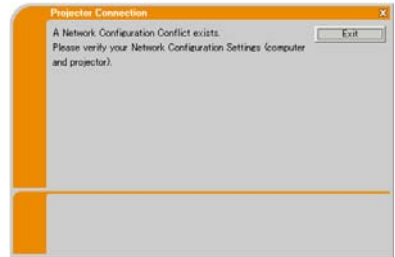 Projector Connection
X
A Network Configuration Conflict exists.
Exit
Please verify your Network Configuration Settings (computer
and projector).